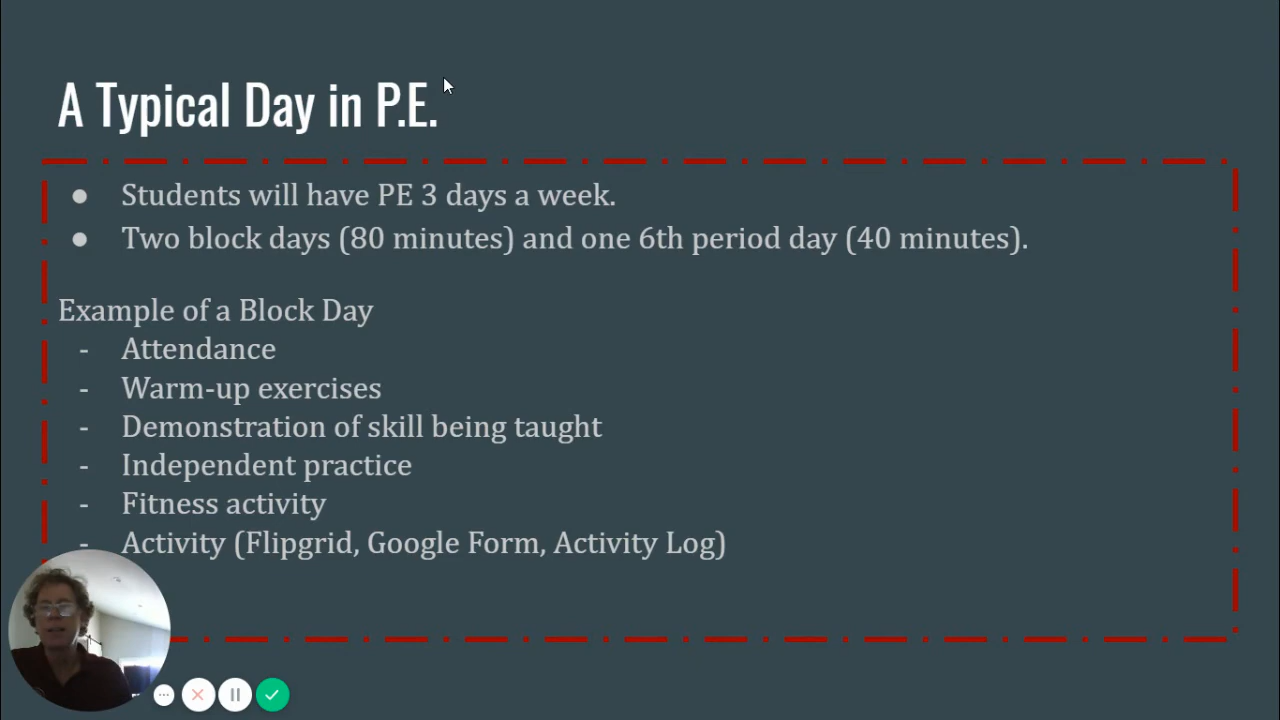 A Typical Day in P.E.
● Students will have PE 3 days a week.
● Two block days (80 minutes) and one 6th period day (40 minutes).
Example of a Block Day
- Attendance
- Warm-up exercises
- Demonstration of skill being taught
- Independent practice
- Fitness activity
- Activity (Flipgrid, Google Form, Activity Log)